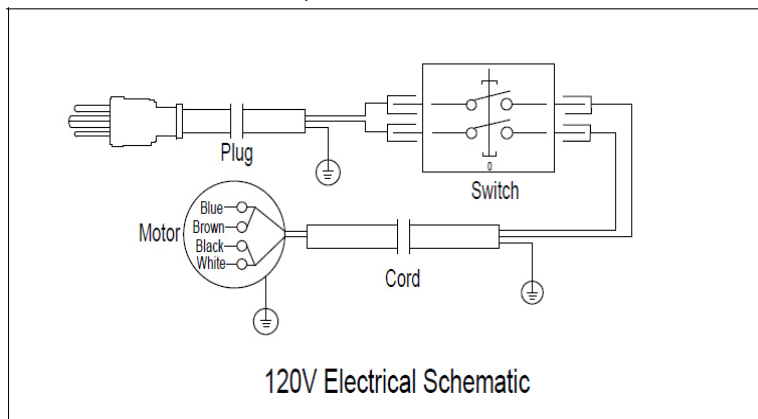 Plug
0
Switch
Motor
Blue
Brown
Black
White
Cord
120V Electrical Schematic